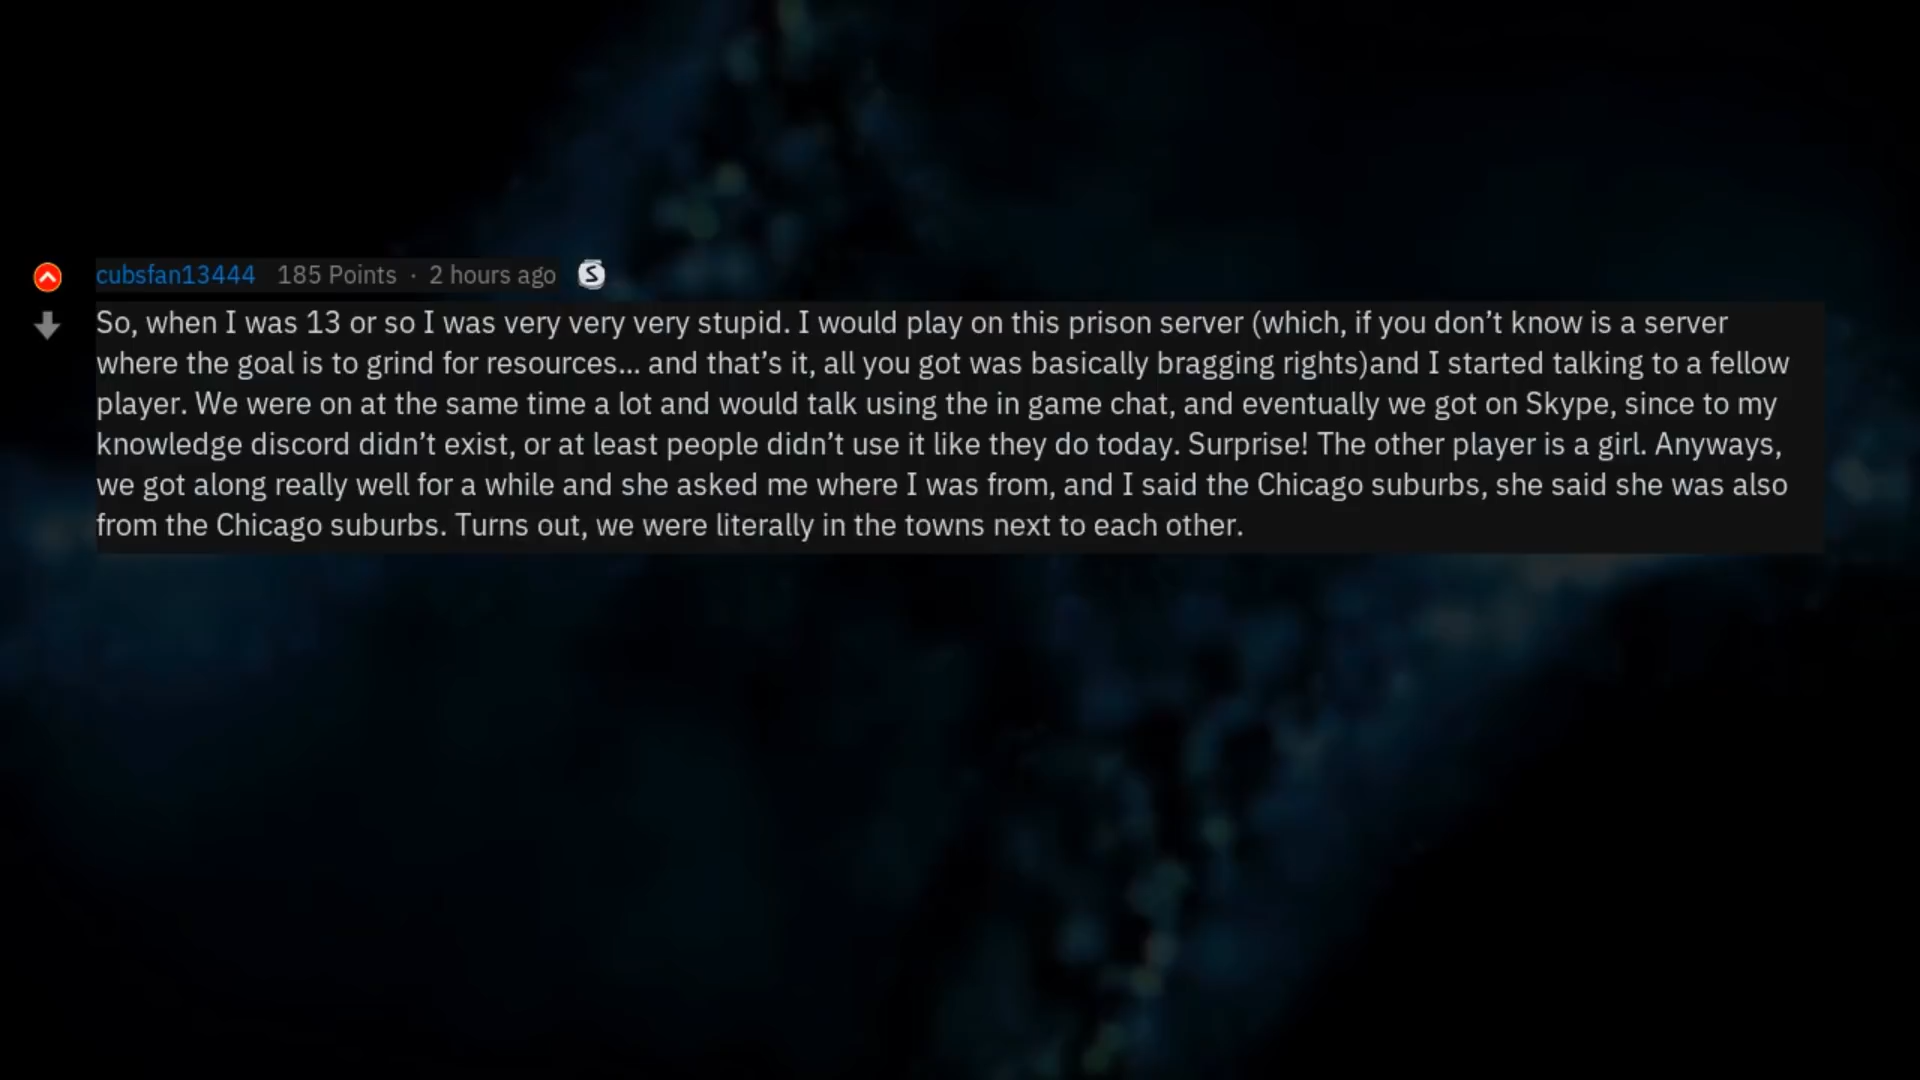 cubsfan13444 185 Points · 2 hours ago
So, when I was 13 or so I was very very very stupid. I would play on this prison server (which, if you don’t know is a server
where the goal is to grind for resources... and that’s it, all you got was basically bragging rights)and I started talking to a fellow
player. We were on at the same time a lot and would talk using the in game chat, and eventually we got on Skype, since to my
knowledge discord didn’t exist, or at least people didn’t use it like they do today. Surprise! The other player is a girl. Anyways,
we got along really well for a while and she asked me where I was from, and I said the Chicago suburbs, she said she was also
from the Chicago suburbs. Turns out, we were literally in the towns next to each other.